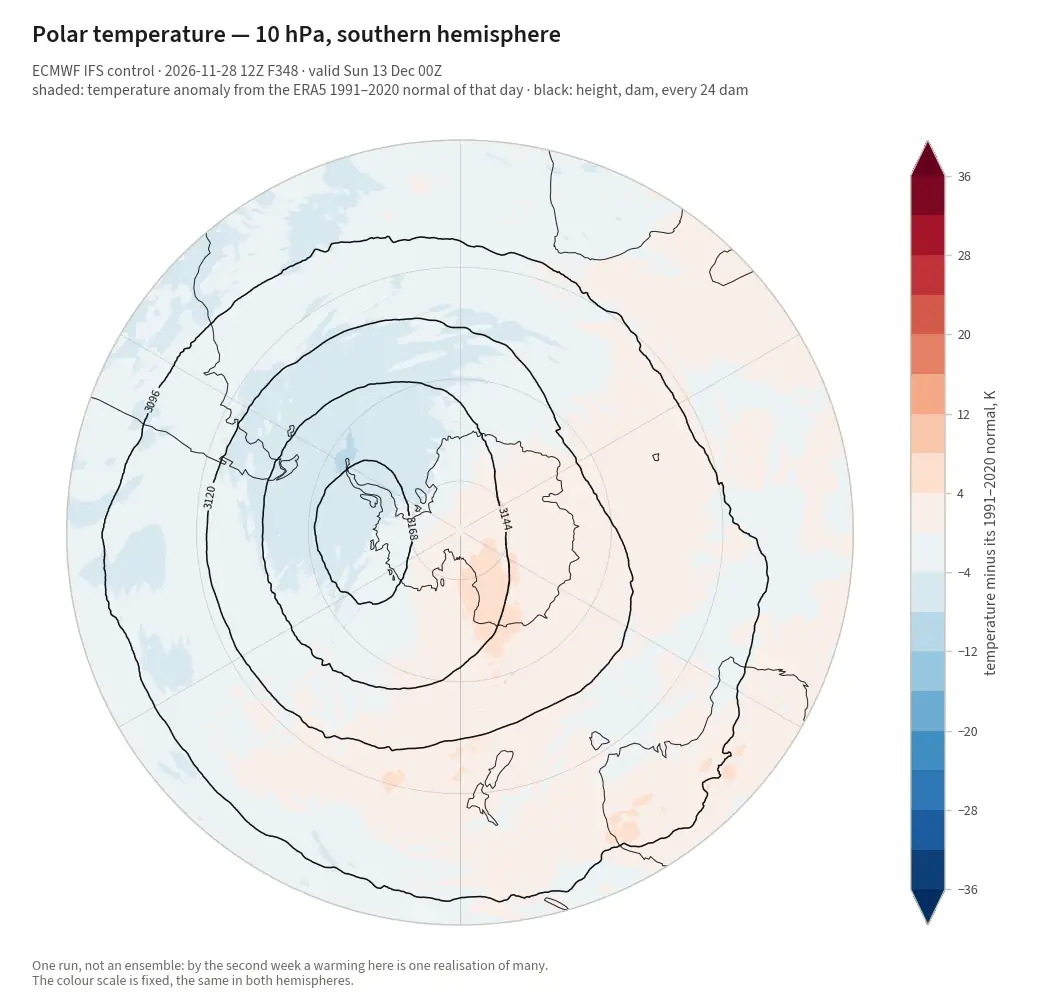 Polar temperature — 10 hPa, southern hemisphere
ECMWF IFS control · 2026-11-28 12Z F348 · valid Sun 13 Dec 00Z
shaded: temperature anomaly from the ERA5 1991–2020 normal of that day · black: height, dam, every 24 dam
36
28
20
12
4
−4
−12
−20
−28
−36
temperature minus its 1991–2020 normal, K
3096
3120
3144
3168
One run, not an ensemble: by the second week a warming here is one realisation of many.
The colour scale is fixed, the same in both hemispheres.